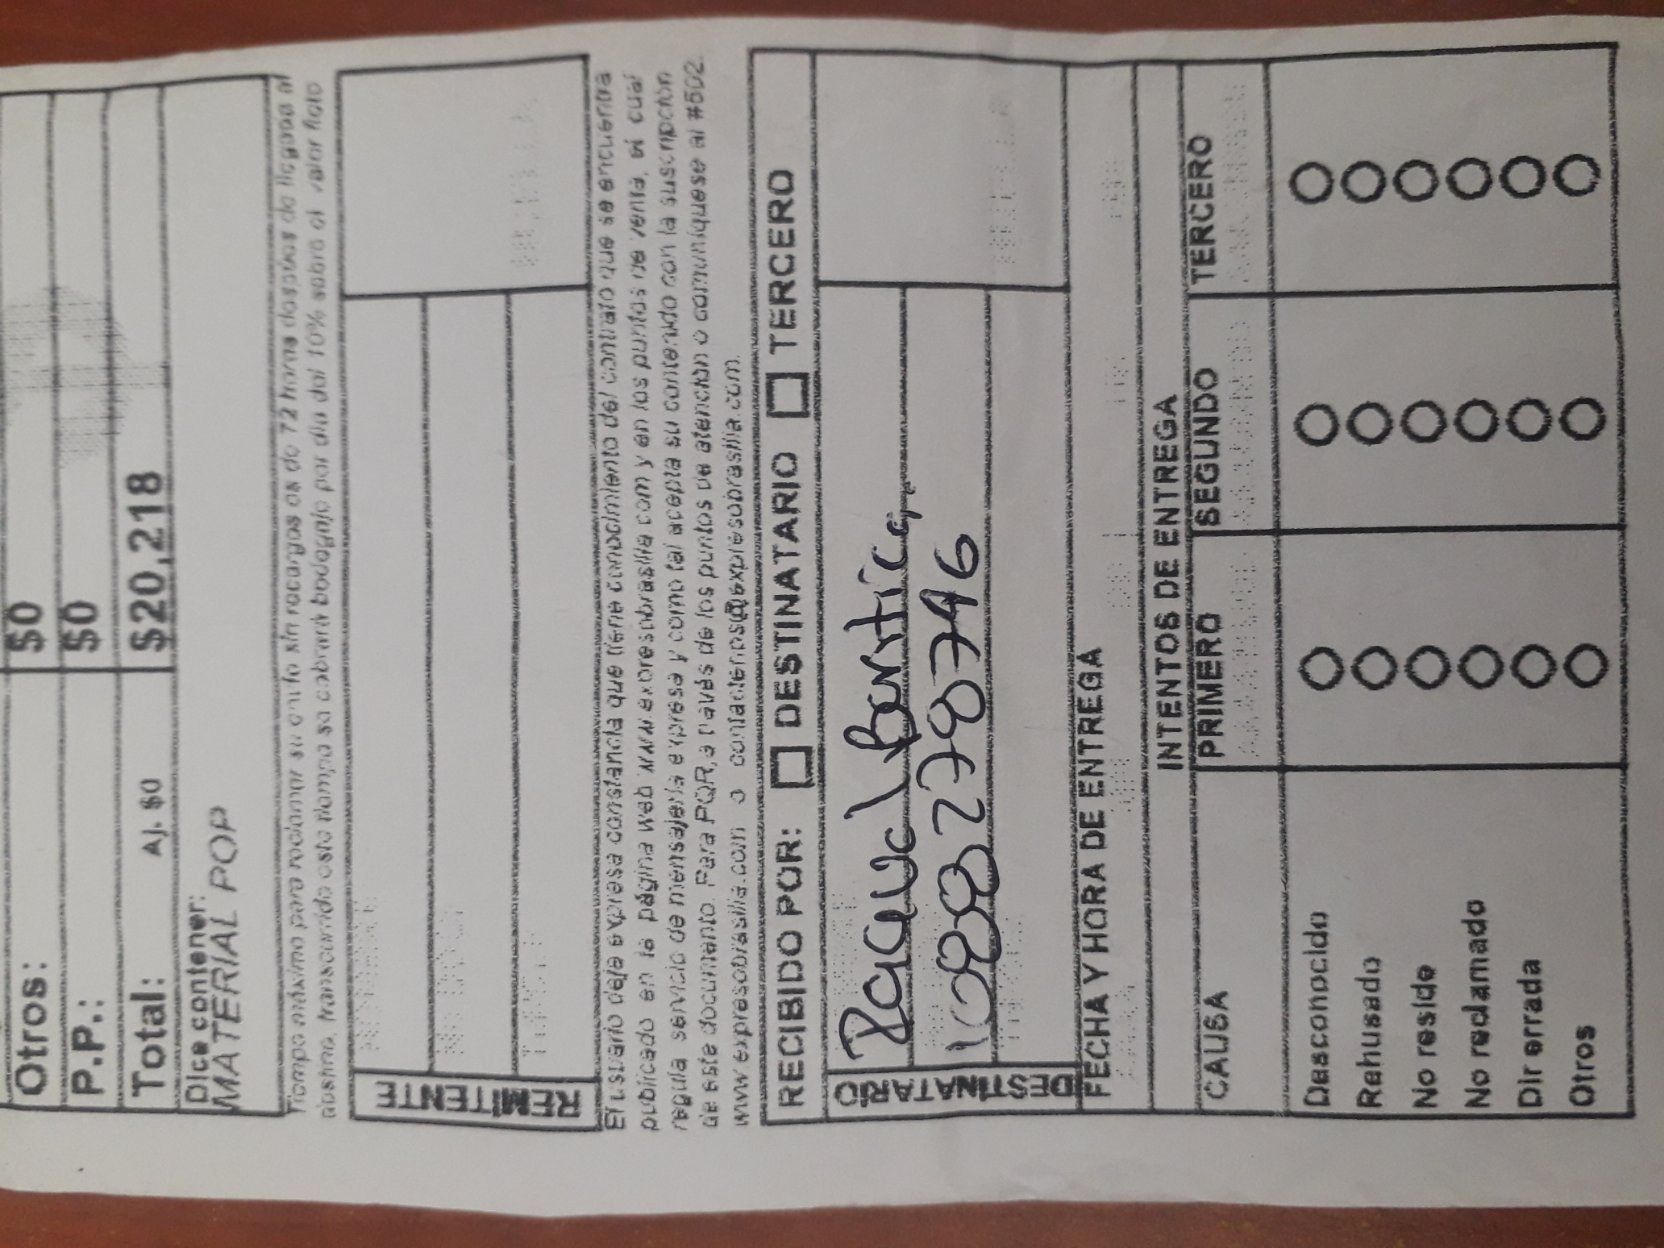 Otros: $0
P.P.: $0
Total: AJ. $0 $20,218
Dice contener:
MATERIAL POP
Tiempo máximo para reclamar su envío sin recargos es de 72 horas después de llegada al
destino, transcurrido este tiempo se cobrará bodegaje por día del 10% sobre el valor flete
REMITENTE
El usuario deja expresa constancia que tiene conocimiento del contrato que se encuentra
publicado en la página web www.expresobrasilia.com y en los puntos de venta, el cual
regula servicio de mensajería expresa y como tal acepta su contenido con la suscripción
de este documento. Para PQR, a través de los puntos de atención o comuníquese al #502.
www.expresobrasilia.com o contactenos@expresobrasilia.com.
RECIBIDO POR: DESTINATARIO TERCERO
DESTINATARIO
1088278746
FECHA Y HORA DE ENTREGA
INTENTOS DE ENTREGA
CAUSA PRIMERO SEGUNDO TERCERO
Desconocido
Rehusado
No reside
No reclamado
Dir errada
Otros